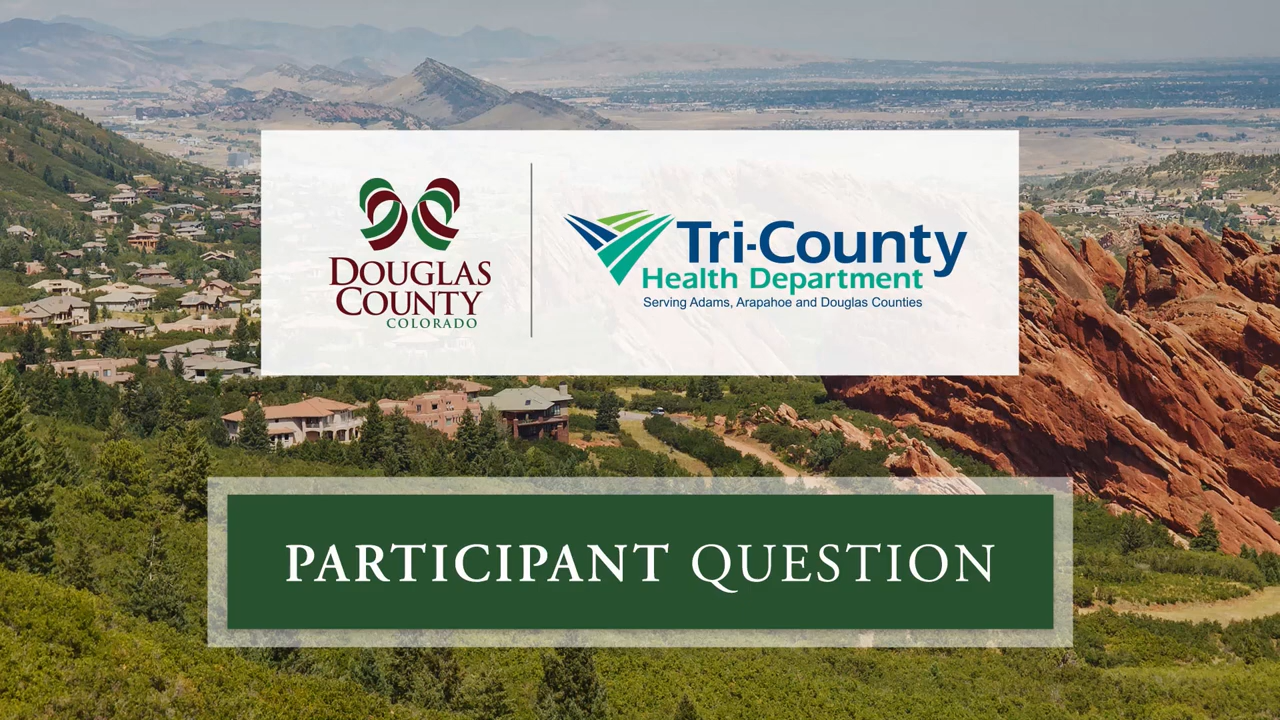 DOUGLAS
COUNTY
COLORADO
Tri-County
Health Department
Serving Adams, Arapahoe and Douglas Counties
PARTICIPANT QUESTION